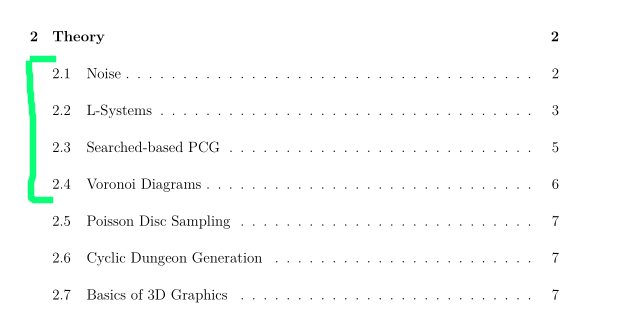 2 Theory 2
2.1 Noise . . . . . . . . . . . . . . . . . . . . . . . . . . . . . . . . . . . . 2
2.2 L-Systems . . . . . . . . . . . . . . . . . . . . . . . . . . . . . . . . . 3
2.3 Searched-based PCG . . . . . . . . . . . . . . . . . . . . . . . . . . . 5
2.4 Voronoi Diagrams . . . . . . . . . . . . . . . . . . . . . . . . . . . . . 6
2.5 Poisson Disc Sampling . . . . . . . . . . . . . . . . . . . . . . . . . . 7
2.6 Cyclic Dungeon Generation . . . . . . . . . . . . . . . . . . . . . . . 7
2.7 Basics of 3D Graphics . . . . . . . . . . . . . . . . . . . . . . . . . . 7